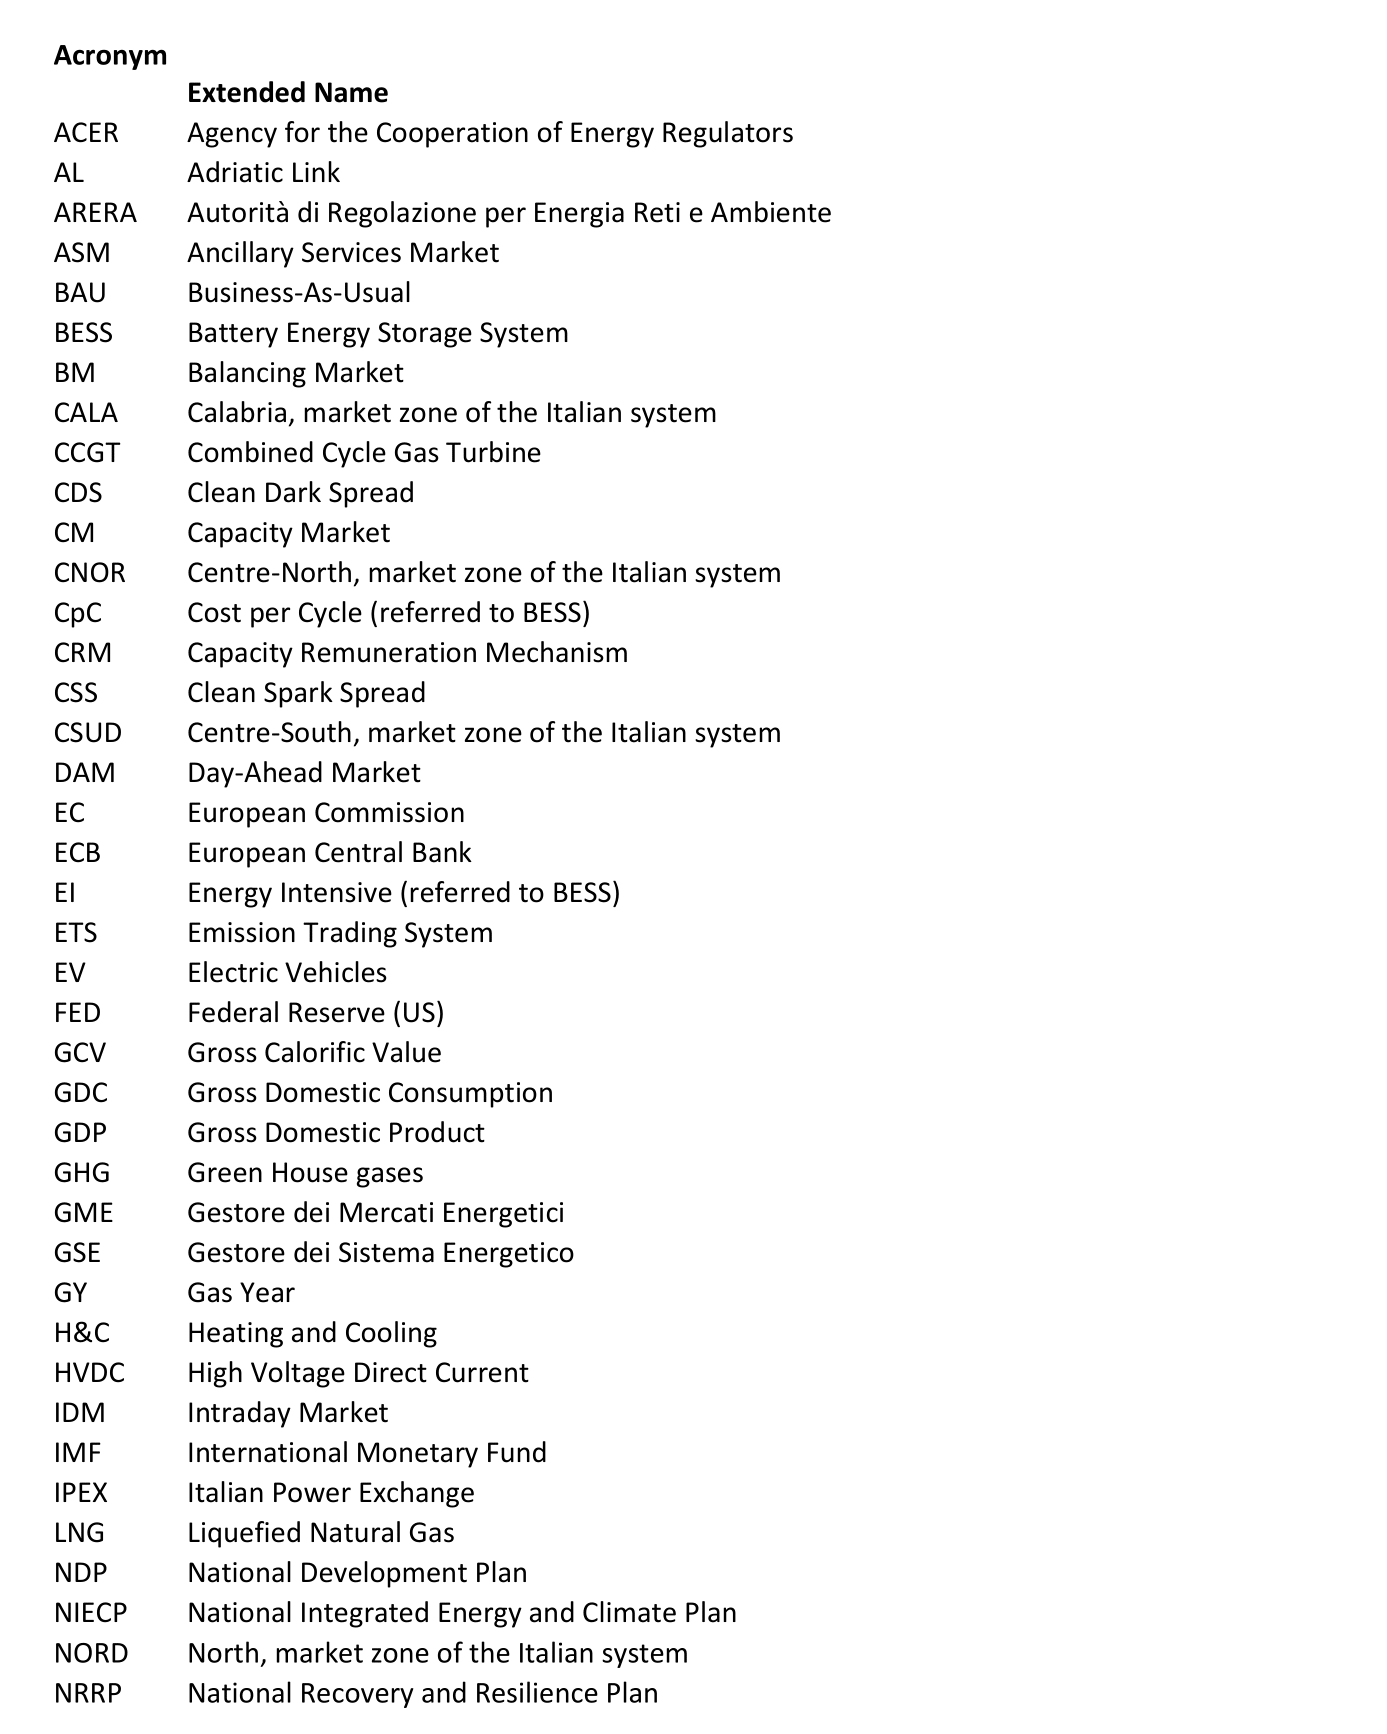 Acronym
Extended Name
ACER Agency for the Cooperation of Energy Regulators
AL Adriatic Link
ARERA Autorità di Regolazione per Energia Reti e Ambiente
ASM Ancillary Services Market
BAU Business-As-Usual
BESS Battery Energy Storage System
BM Balancing Market
CALA Calabria, market zone of the Italian system
CCGT Combined Cycle Gas Turbine
CDS Clean Dark Spread
CM Capacity Market
CNOR Centre-North, market zone of the Italian system
CpC Cost per Cycle (referred to BESS)
CRM Capacity Remuneration Mechanism
CSS Clean Spark Spread
CSUD Centre-South, market zone of the Italian system
DAM Day-Ahead Market
EC European Commission
ECB European Central Bank
EI Energy Intensive (referred to BESS)
ETS Emission Trading System
EV Electric Vehicles
FED Federal Reserve (US)
GCV Gross Calorific Value
GDC Gross Domestic Consumption
GDP Gross Domestic Product
GHG Green House gases
GME Gestore dei Mercati Energetici
GSE Gestore dei Sistema Energetico
GY Gas Year
H&C Heating and Cooling
HVDC High Voltage Direct Current
IDM Intraday Market
IMF International Monetary Fund
IPEX Italian Power Exchange
LNG Liquefied Natural Gas
NDP National Development Plan
NIECP National Integrated Energy and Climate Plan
NORD North, market zone of the Italian system
NRRP National Recovery and Resilience Plan